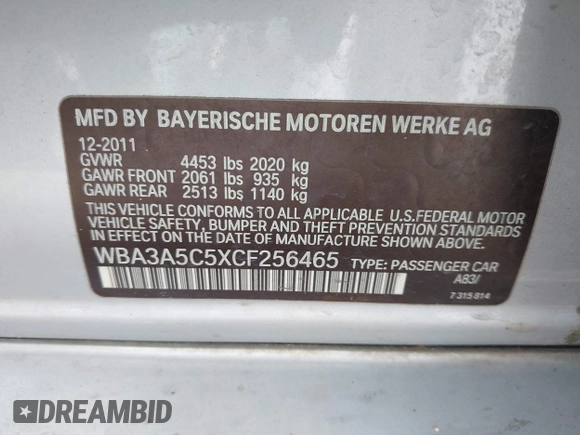 MFD BY BAYERISCHE MOTOREN WERKE AG
12-2011
GVWR 4453 lbs 2020 kg
GAWR FRONT 2061 lbs 935 kg
GAWR REAR 2513 lbs 1140 kg
THIS VEHICLE CONFORMS TO ALL APPLICABLE U.S.FEDERAL MOTOR
VEHICLE SAFETY, BUMPER, AND THEFT PREVENTION STANDARDS
IN EFFECT ON THE DATE OF MANUFACTURE SHOWN ABOVE.
WBA3A5C5XCF256465 TYPE: PASSENGER CAR
A83/
7 315 814
DREAMBID